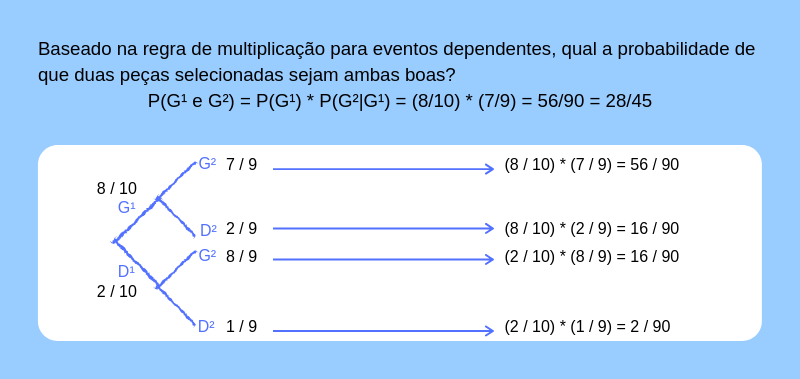 Baseado na regra de multiplicação para eventos dependentes, qual a probabilidade de
que duas peças selecionadas sejam ambas boas?
P(G¹ e G²) = P(G¹) * P(G²|G¹) = (8/10) * (7/9) = 56/90 = 28/45
G² 7 / 9 (8 / 10) * (7 / 9) = 56 / 90
8 / 10
G¹
D² 2 / 9 (8 / 10) * (2 / 9) = 16 / 90
G² 8 / 9 (2 / 10) * (8 / 9) = 16 / 90
D¹
2 / 10
D² 1 / 9 (2 / 10) * (1 / 9) = 2 / 90